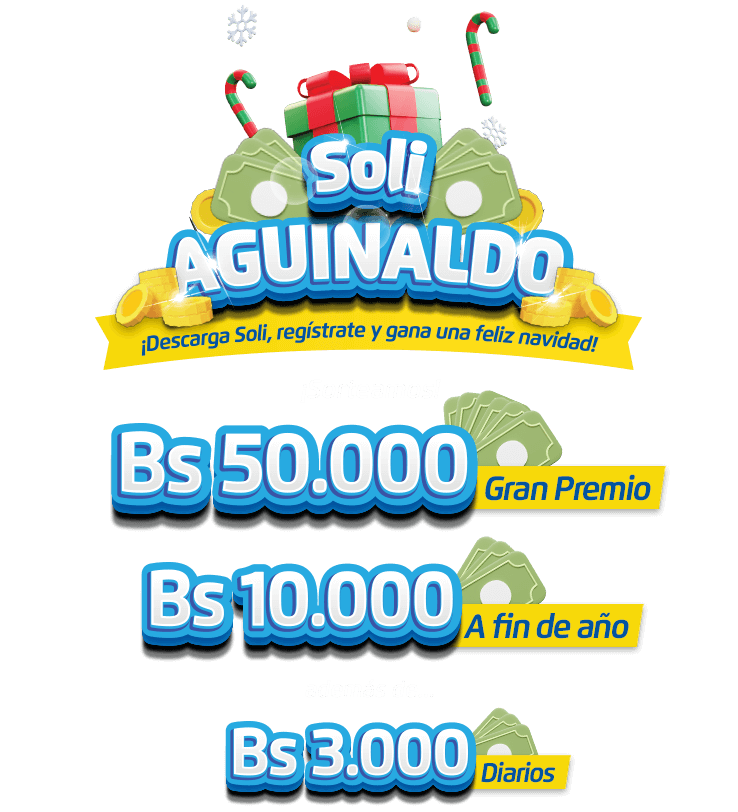 Soli
AGUINALDO
¡Descarga Soli, regístrate y gana una feliz navidad!
Bs 50.000
Gran Premio
Bs 10.000
A fin de año
Bs 3.000
Diarios